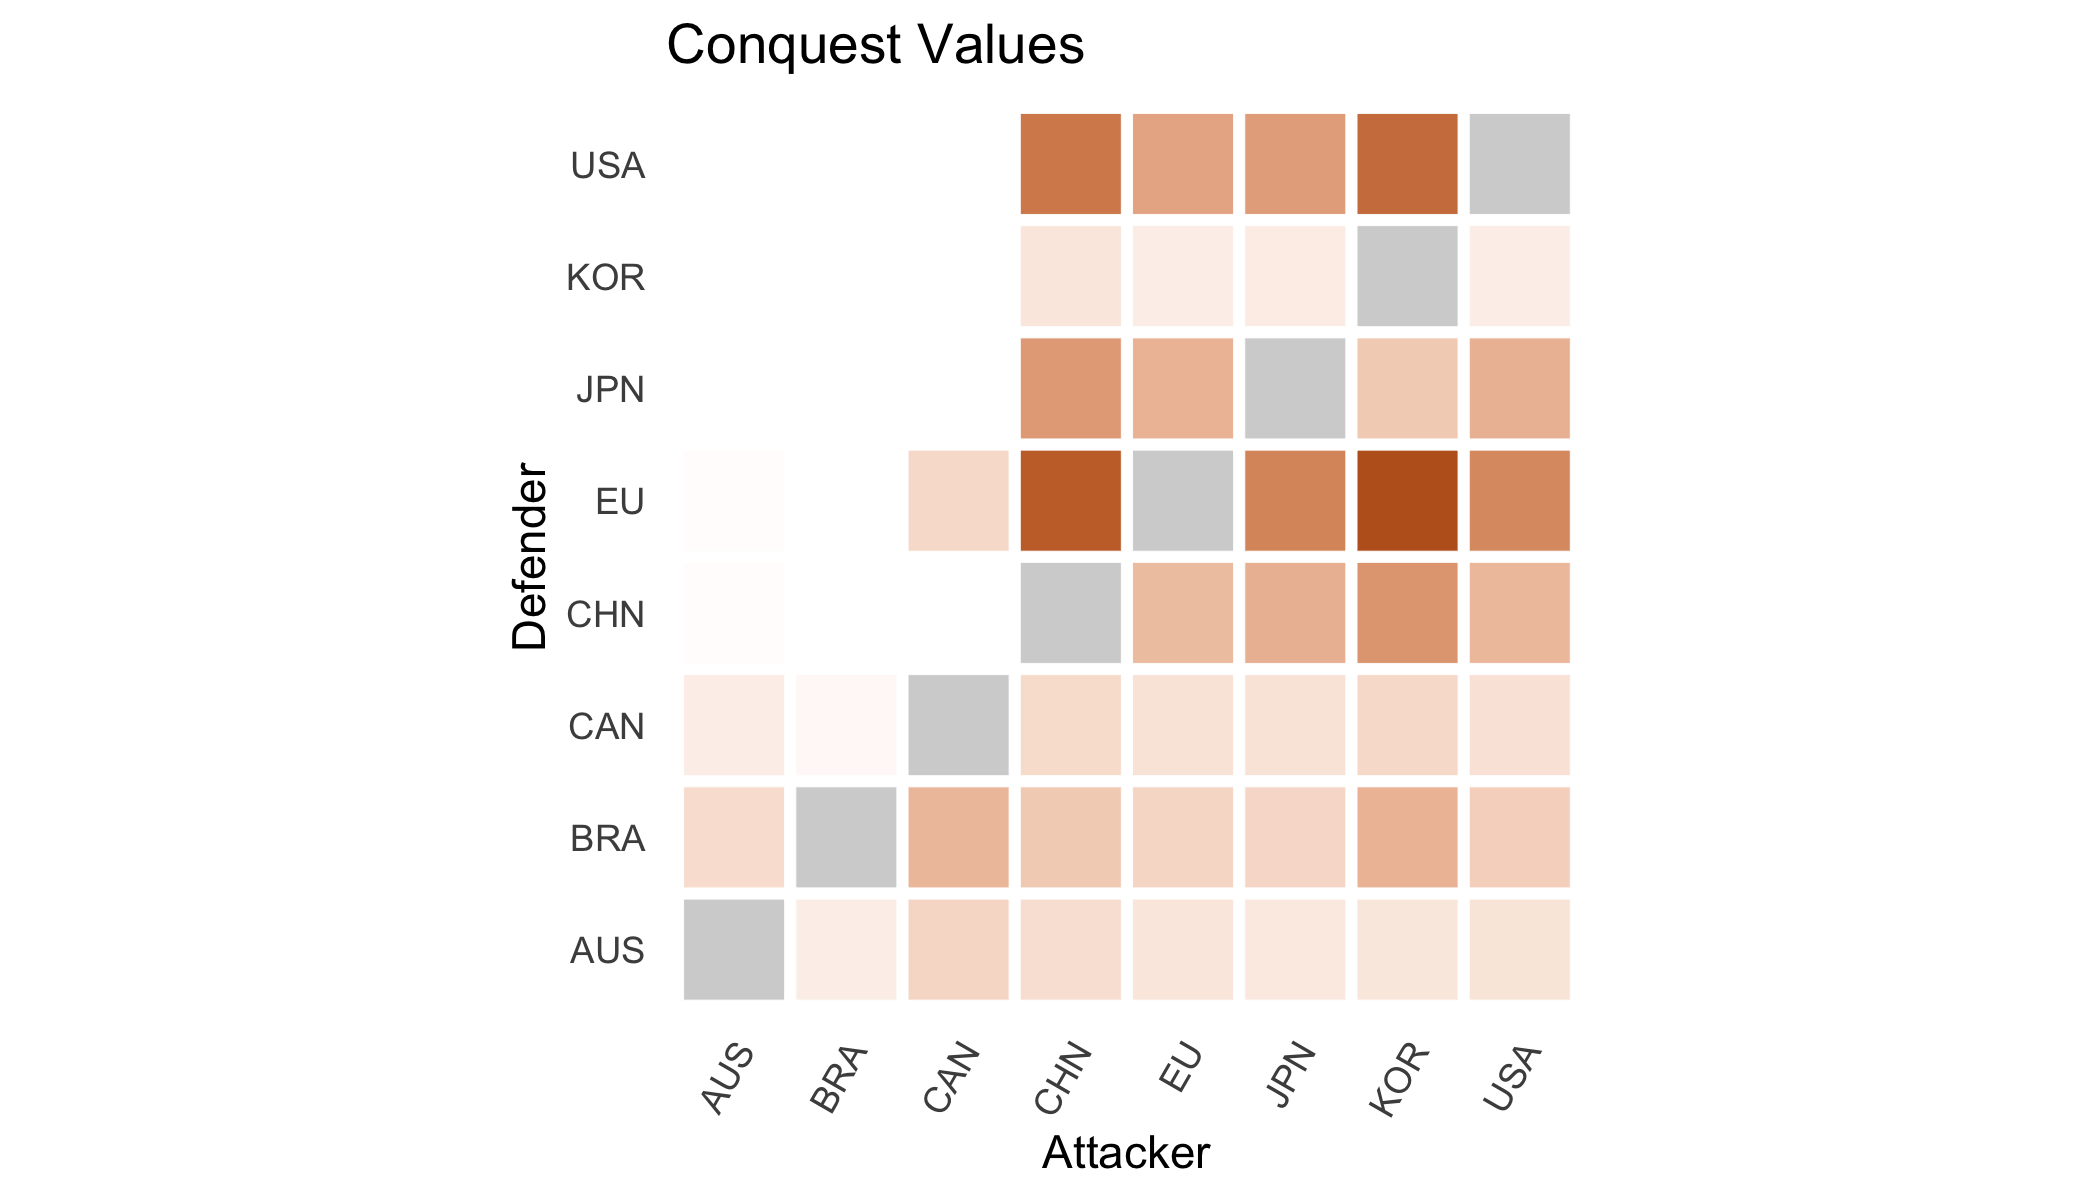 Conquest Values
Defender
USA
KOR
JPN
EU
CHN
CAN
BRA
AUS
AUS
BRA
CAN
CHN
EU
JPN
KOR
USA
Attacker